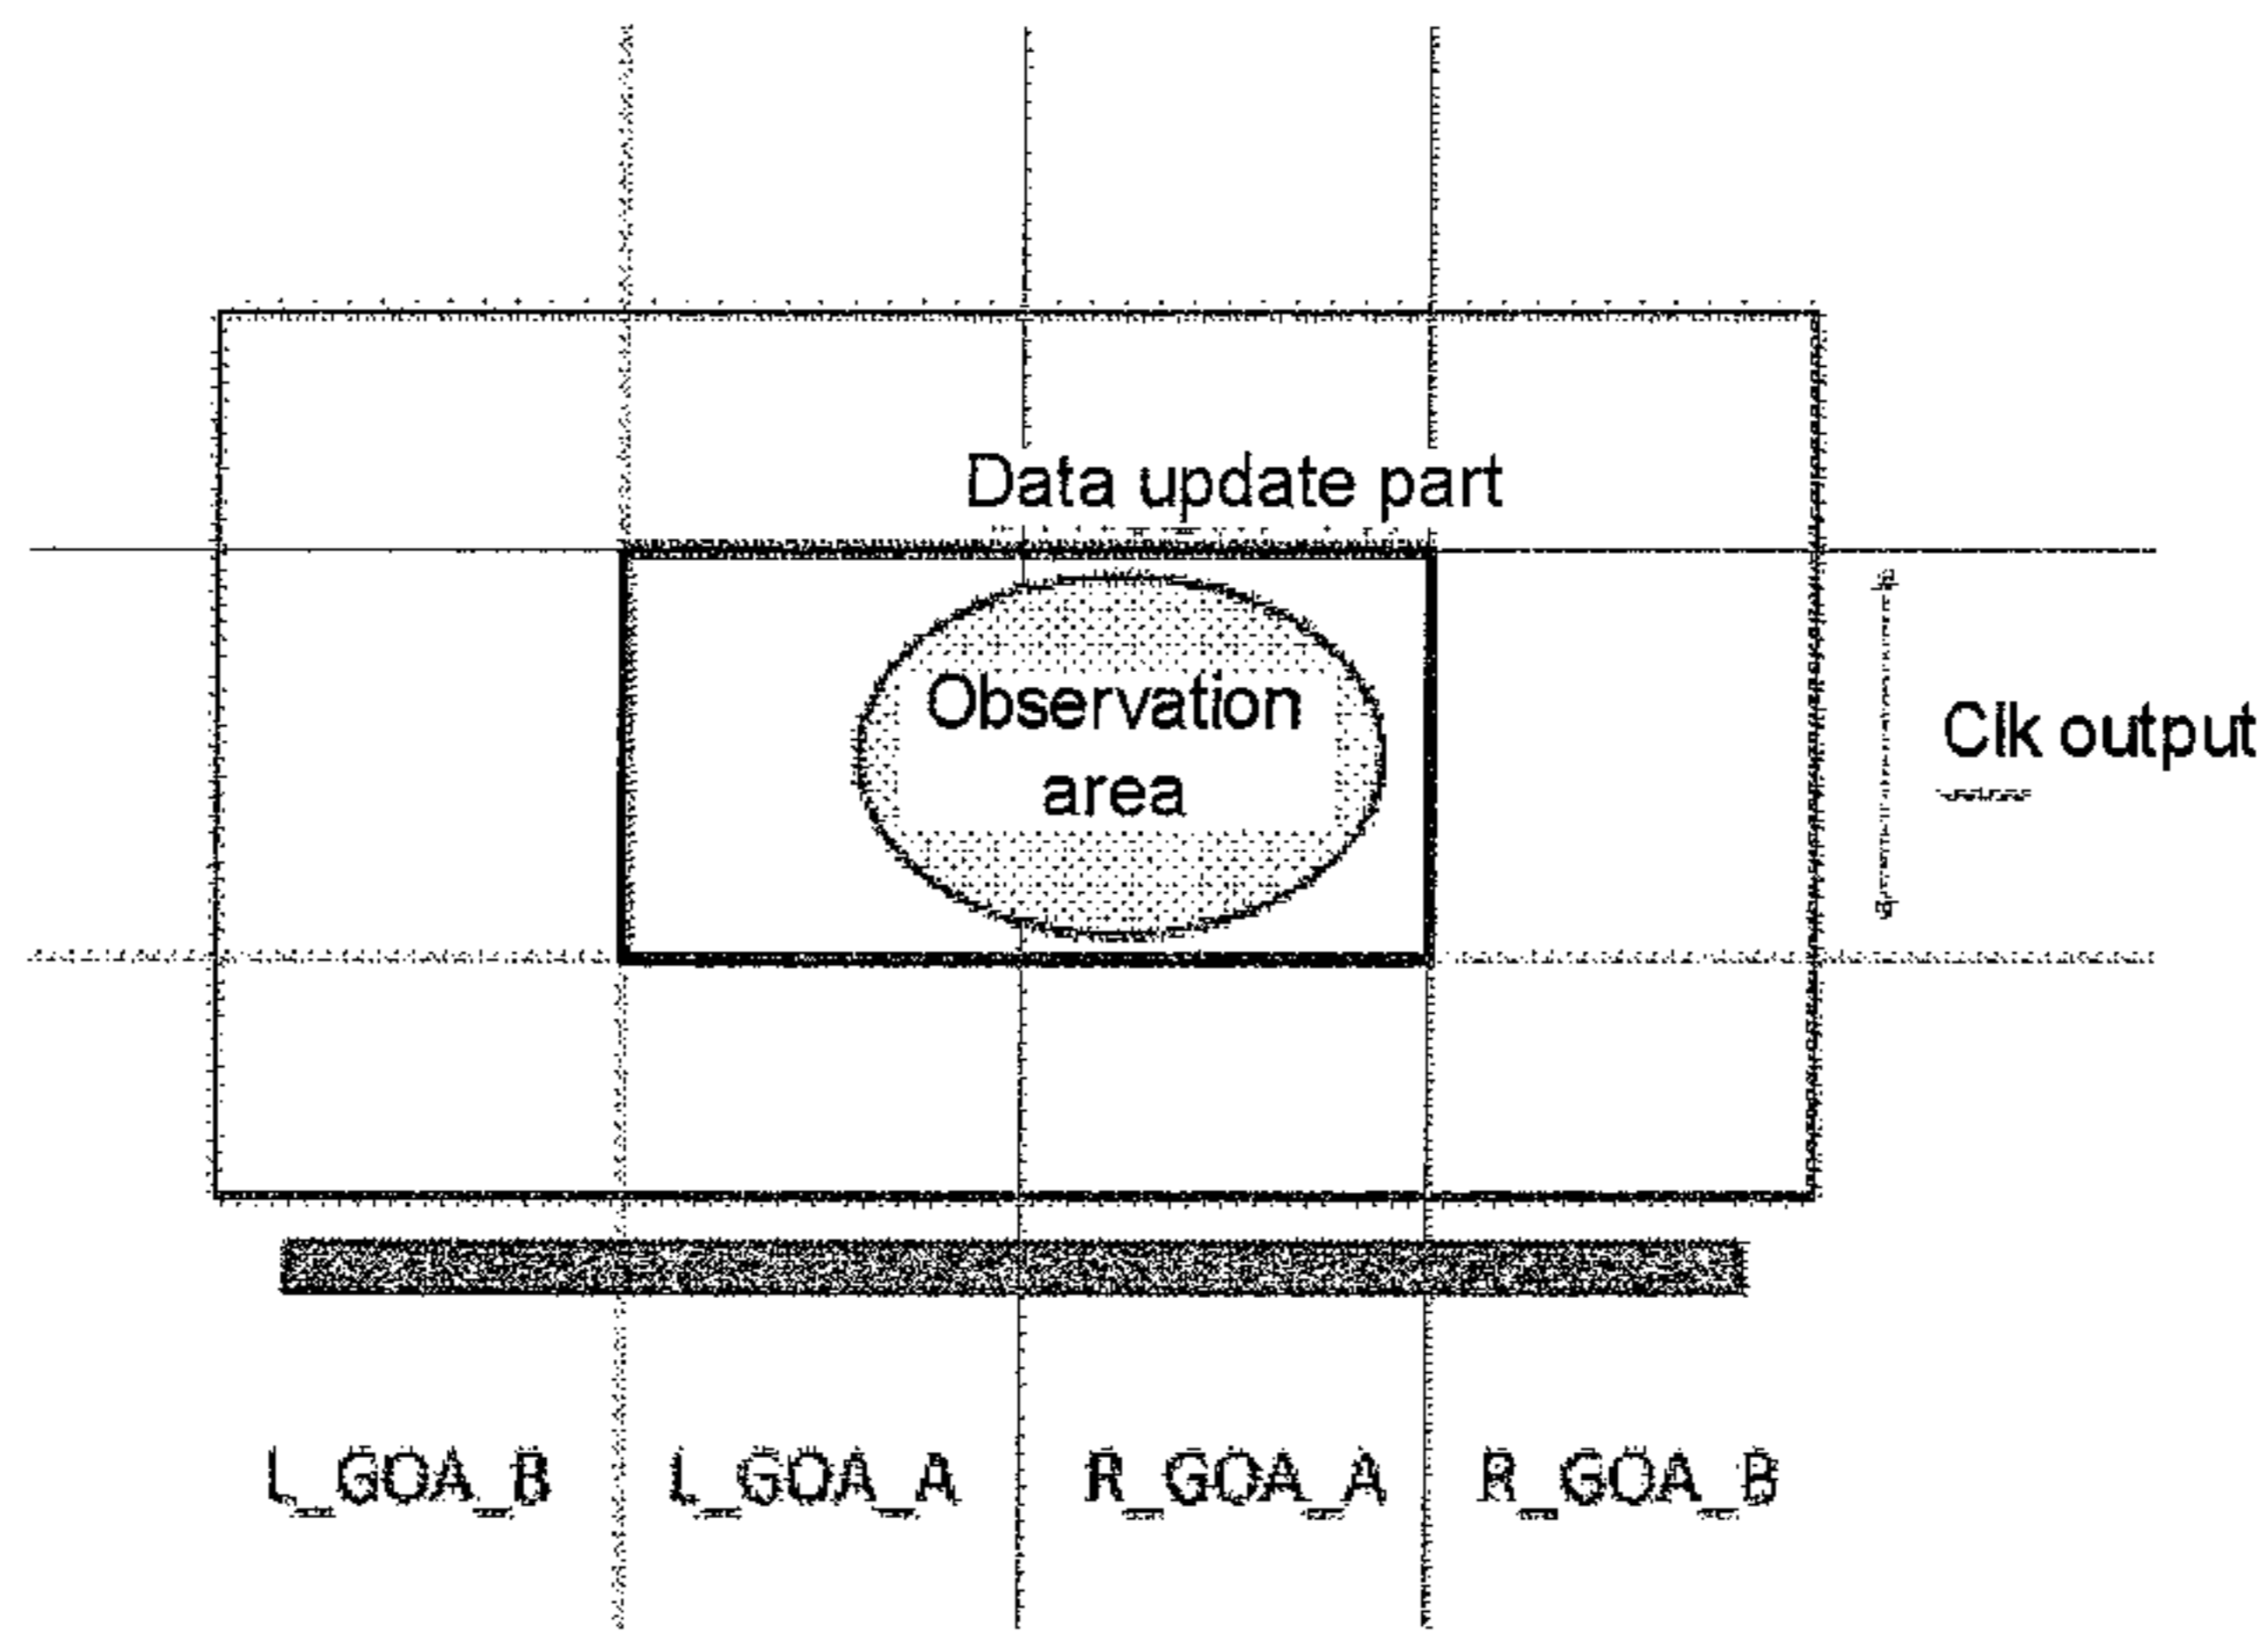 Data update part
Observation
area
Clk output
L_GOA_B L_GOA_A R_GOA_A R_GOA_B